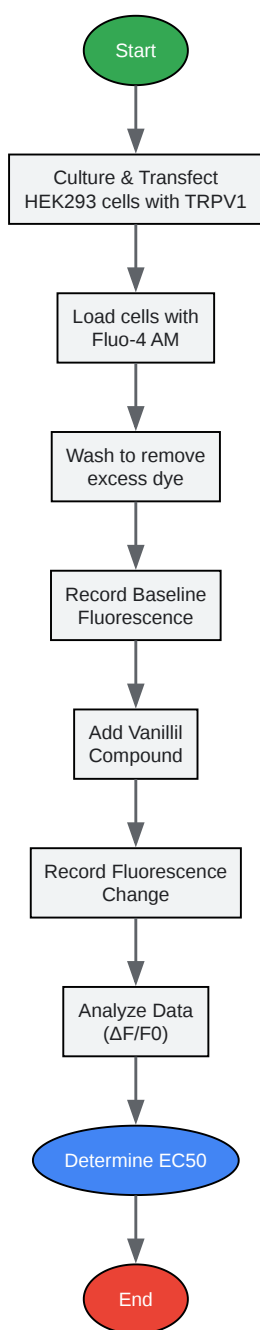 Start
Culture & Transfect
HEK293 cells with TRPV1
Load cells with
Fluo-4 AM
Wash to remove
excess dye
Record Baseline
Fluorescence
Add Vanillil
Compound
Record Fluorescence
Change
Analyze Data
(ΔF/F0)
Determine EC50
End